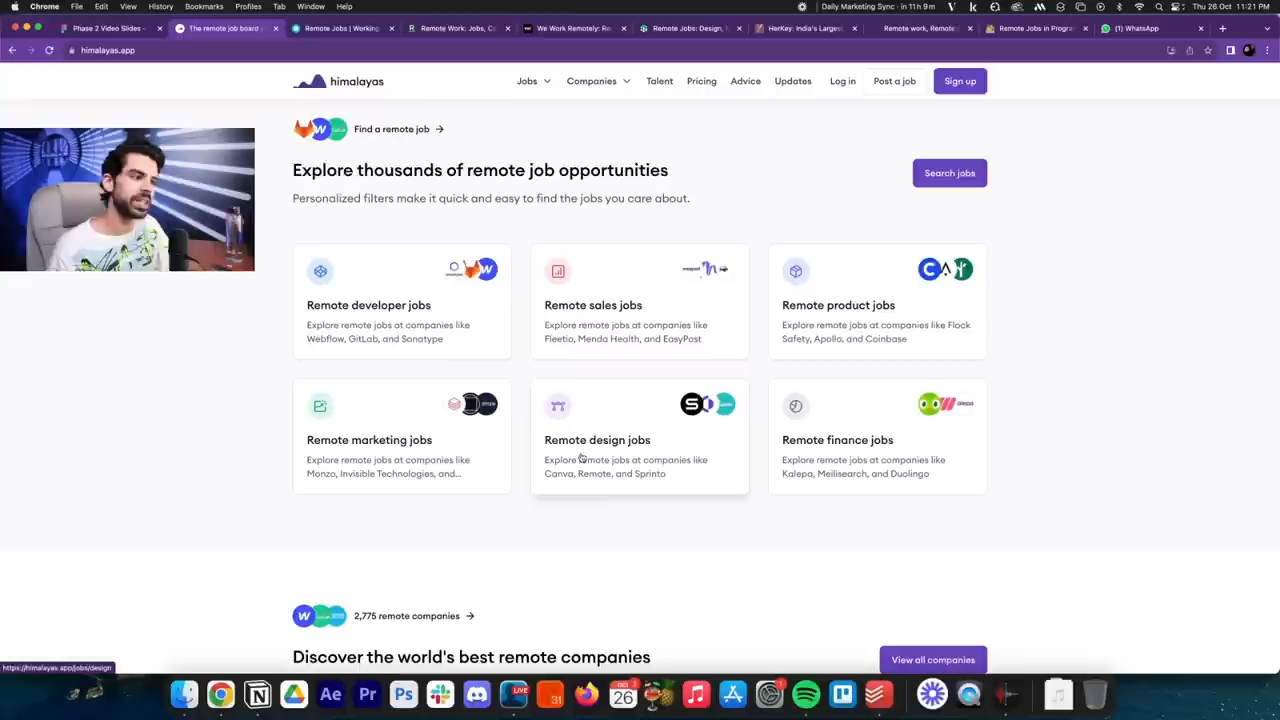 Chrome File Edit View History Bookmarks Profiles Tab Window Help
Daily Marketing Sync • in 11 h 9 m
Thu 26 Oct 11:21 PM
Phase 2 Video Slides –
The remote job board
Remote Jobs | Working
Remote Work: Jobs, C
We Work Remotely: Re
Remote Jobs: Design,
HerKey: India's Larges
Remote work, Remote
Remote Jobs in Progra
(1) WhatsApp
himalayas.app
himalayas
Jobs
Companies
Talent
Pricing
Advice
Updates
Log in
Post a job
Sign up
Find a remote job →
Explore thousands of remote job opportunities
Search jobs
Personalized filters make it quick and easy to find the jobs you care about.
Remote developer jobs
Explore remote jobs at companies like
Webflow, GitLab, and Sonatype
Remote sales jobs
Explore remote jobs at companies like
Fleetio, Menda Health, and EasyPost
Remote product jobs
Explore remote jobs at companies like Flock
Safety, Apollo, and Coinbase
Remote marketing jobs
Explore remote jobs at companies like
Monzo, Invisible Technologies, and...
Remote design jobs
Explore remote jobs at companies like
Canva, Remote, and Sprinto
Remote finance jobs
Explore remote jobs at companies like
Kalepa, Meilisearch, and Duolingo
2,775 remote companies →
Discover the world's best remote companies
View all companies
https://himalayas.app/jobs/design
Ae
Pr
Ps
LIVE
31
OCT
26